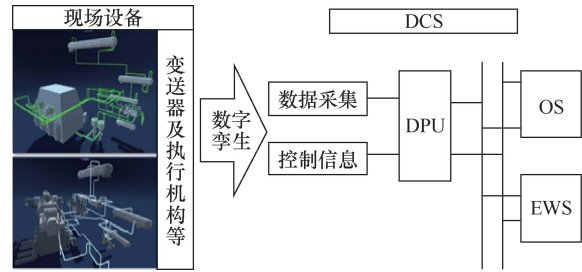 现场设备
变送器及执行机构等
数字
孪生
DCS
数据采集
控制信息
DPU
OS
EWS